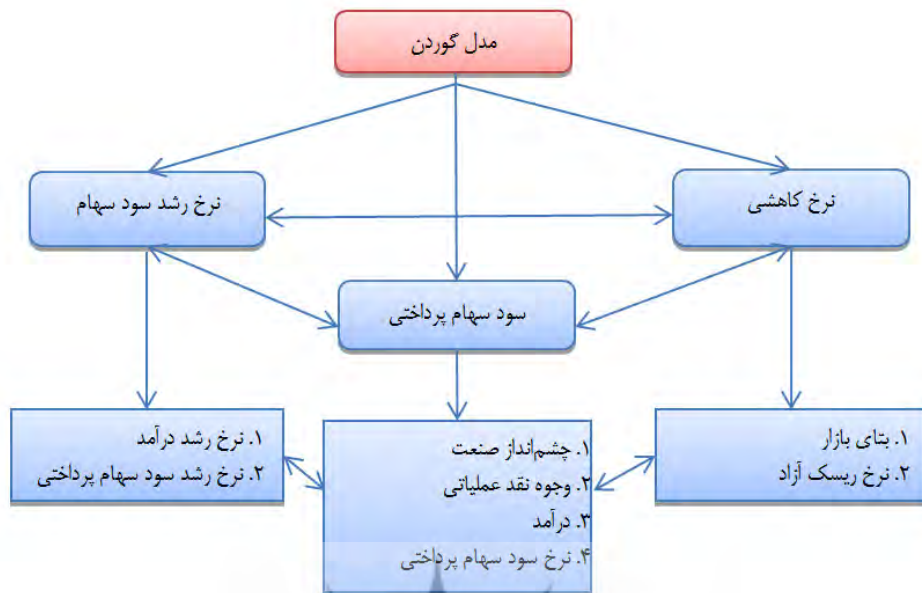 مدل گوردن
نرخ کاهشی
نرخ رشد سود سهام
سود سهام پرداختی
۱. بتای بازار
۲. نرخ ریسک آزاد
۱. چشم‌انداز صنعت
۲. وجوه نقد عملیاتی
۳. درآمد
۴. نرخ سود سهام پرداختی
۱. نرخ رشد درآمد
۲. نرخ رشد سود سهام پرداختی